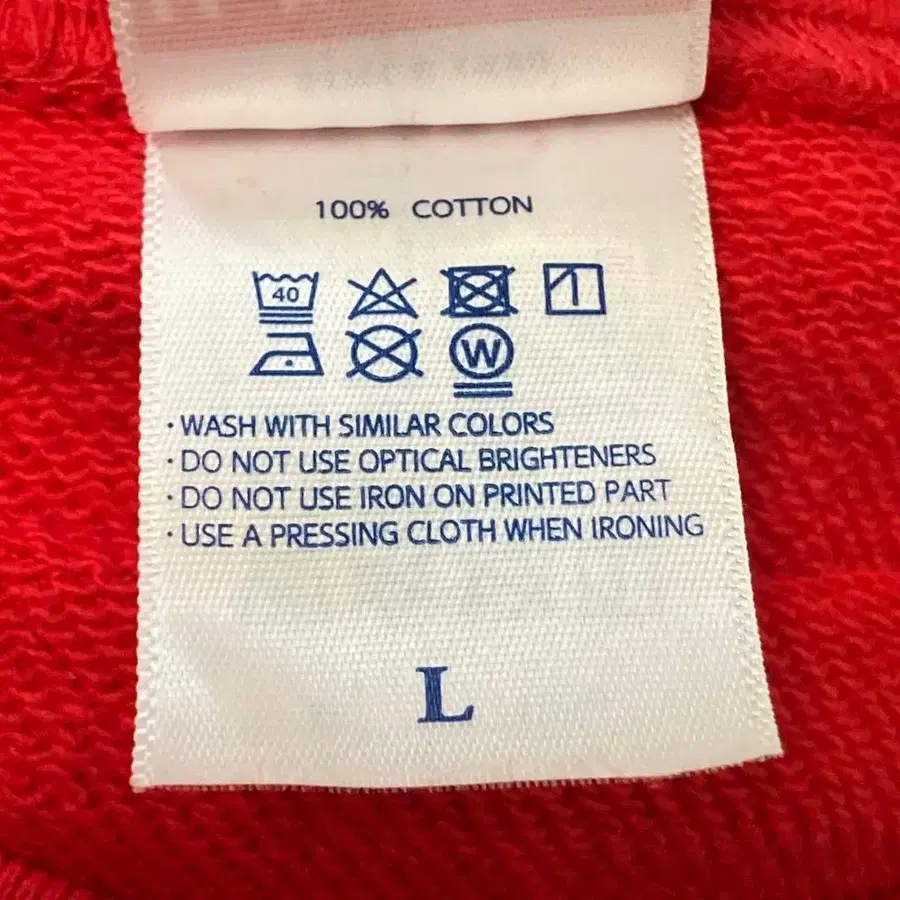 100% COTTON
40
W
· WASH WITH SIMILAR COLORS
· DO NOT USE OPTICAL BRIGHTENERS
· DO NOT USE IRON ON PRINTED PART
· USE A PRESSING CLOTH WHEN IRONING
L